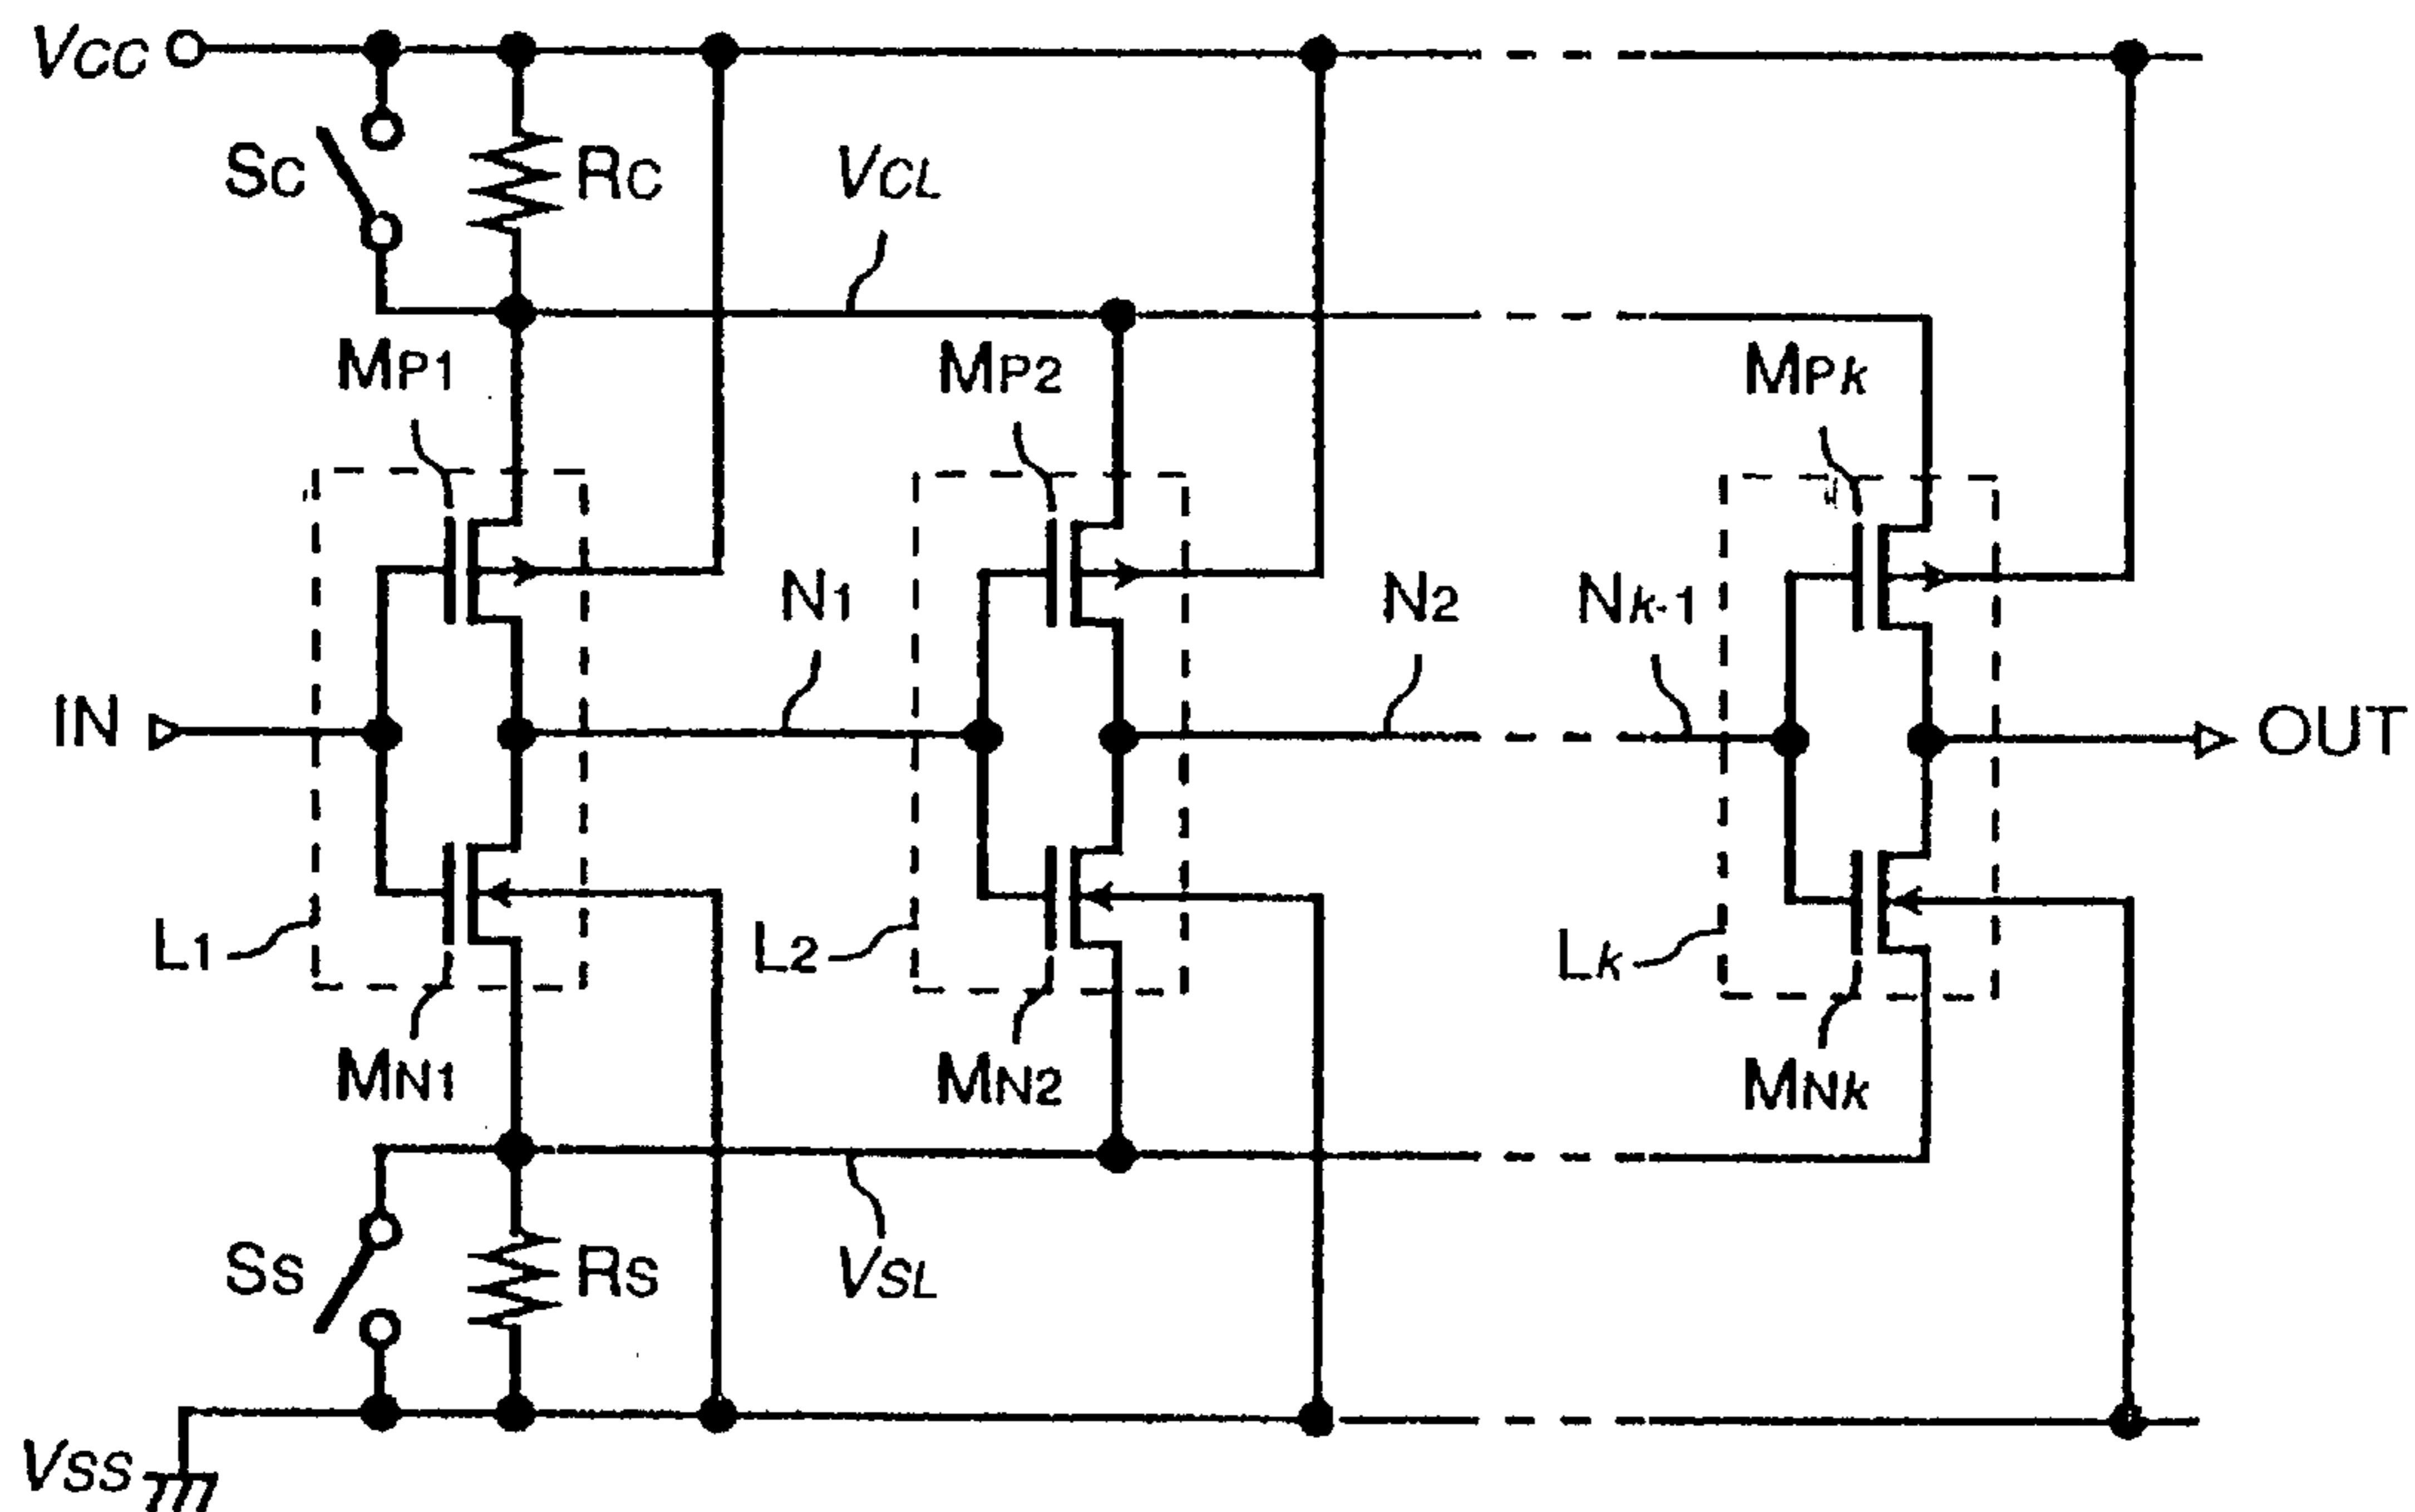 VCC
SC
RC
VCL
MP1
MP2
MPk
N1
N2
Nk-1
IN
OUT
L1
L2
Lk
MN1
MN2
MNk
SS
RS
VSL
VSS